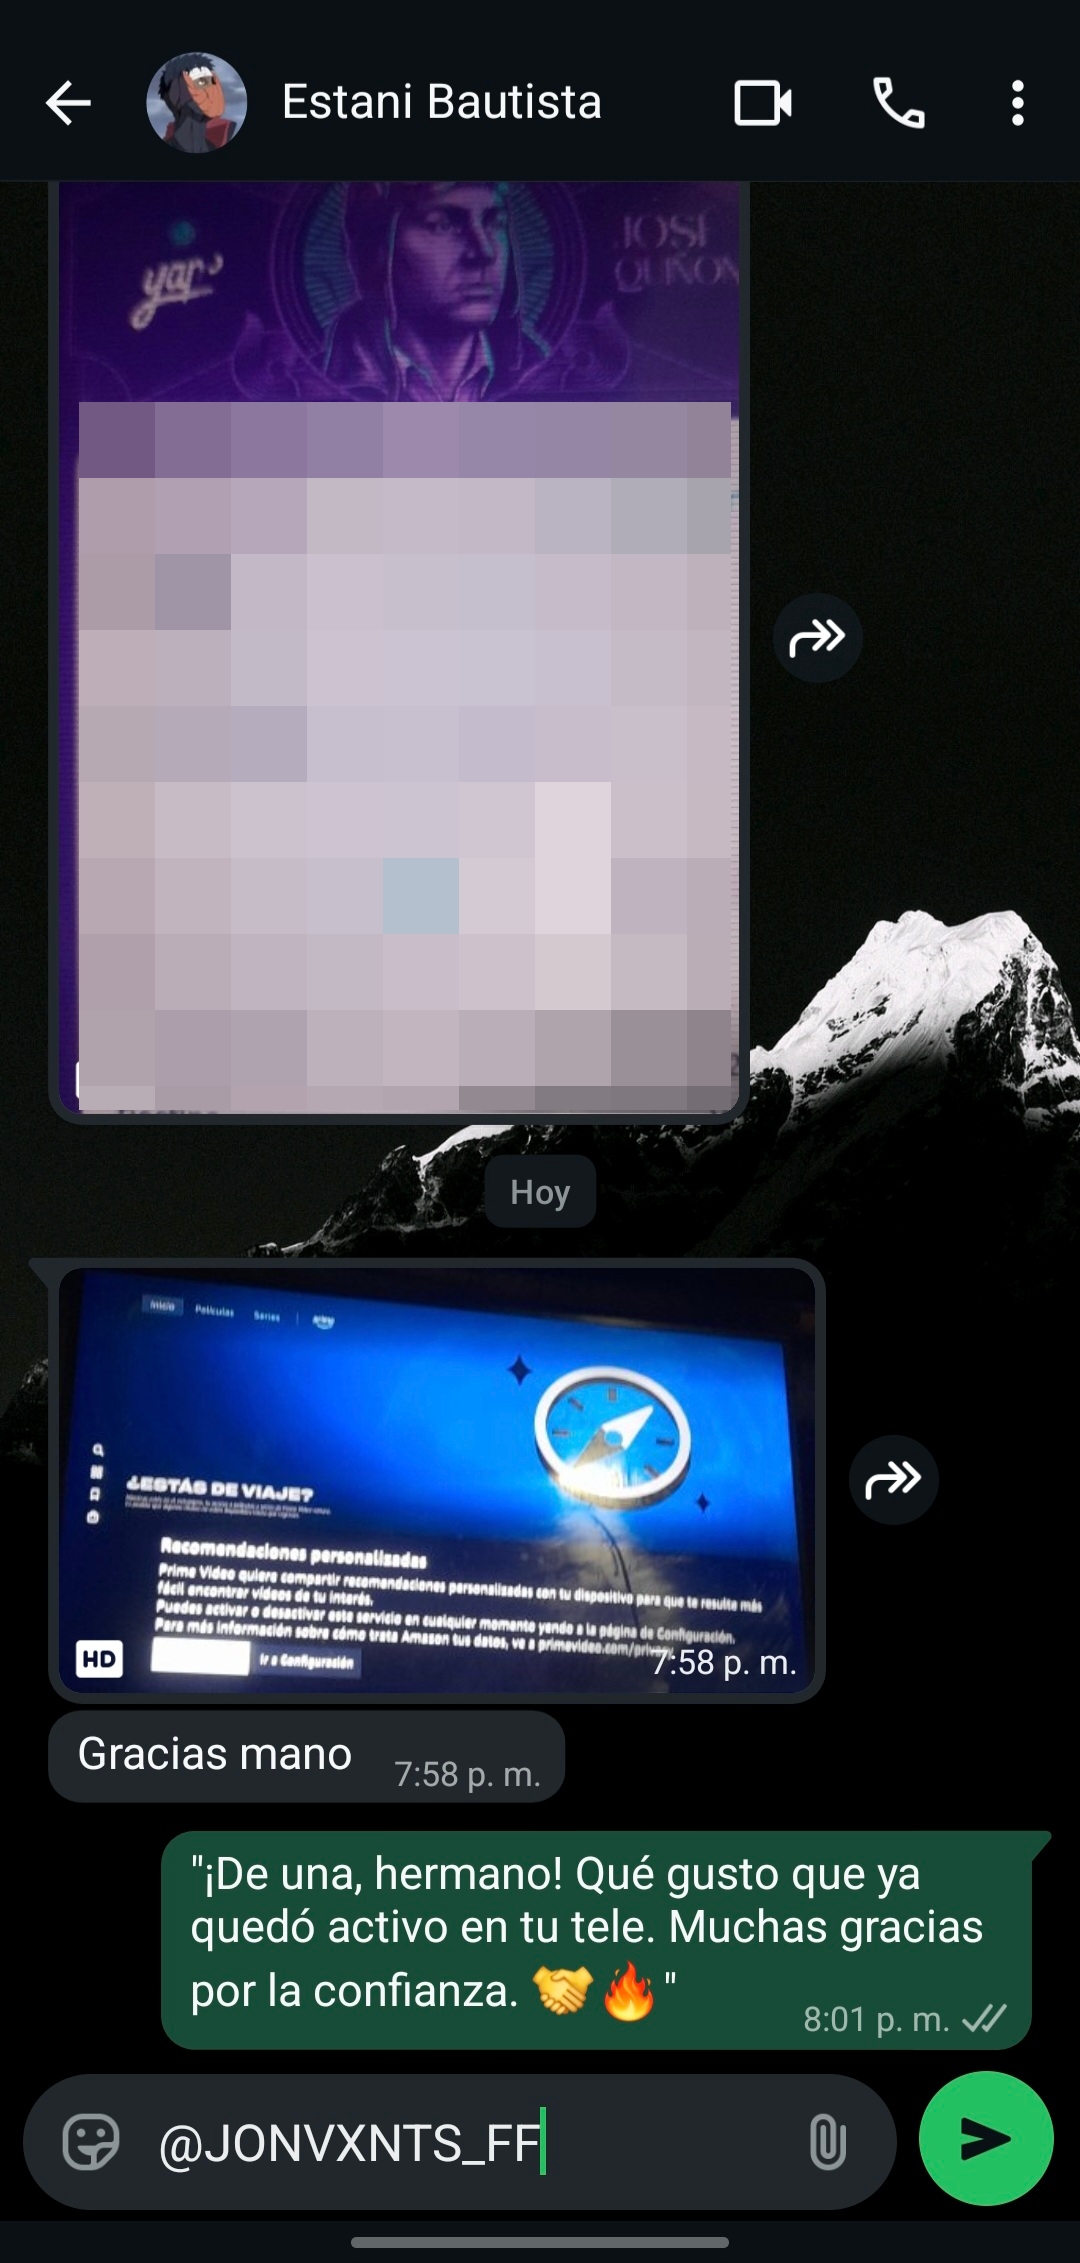 Estani Bautista
yar
JOSÉ
Hoy
Inicio Películas Series
¿ESTÁS DE VIAJE?
Recomendaciones personalizadas
Prime Video quiere compartir recomendaciones personalizadas con tu dispositivo para que te resulte más
fácil encontrar vídeos de tu interés.
Puedes activar o desactivar este servicio en cualquier momento yendo a la página de Configuración.
Para más información sobre cómo trata Amazon tus datos, ve a primevideo.com/privacy.
HD
Ir a Configuración
7:58 p. m.
Gracias mano 7:58 p. m.
"¡De una, hermano! Qué gusto que ya
quedó activo en tu tele. Muchas gracias
por la confianza. 🤝🔥"
8:01 p. m.
@JONVXNTS_FF